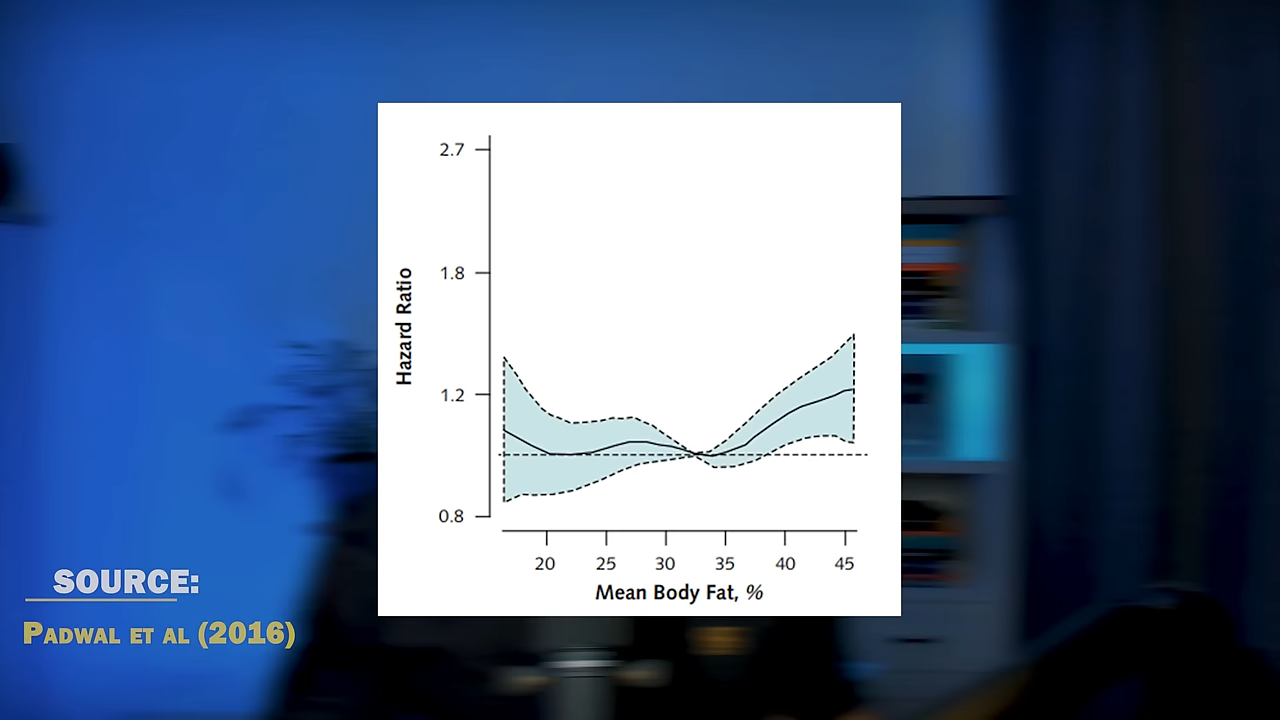 2.7
1.8
1.2
0.8
Hazard Ratio
20 25 30 35 40 45
Mean Body Fat, %
SOURCE:
PADWAL ET AL (2016)